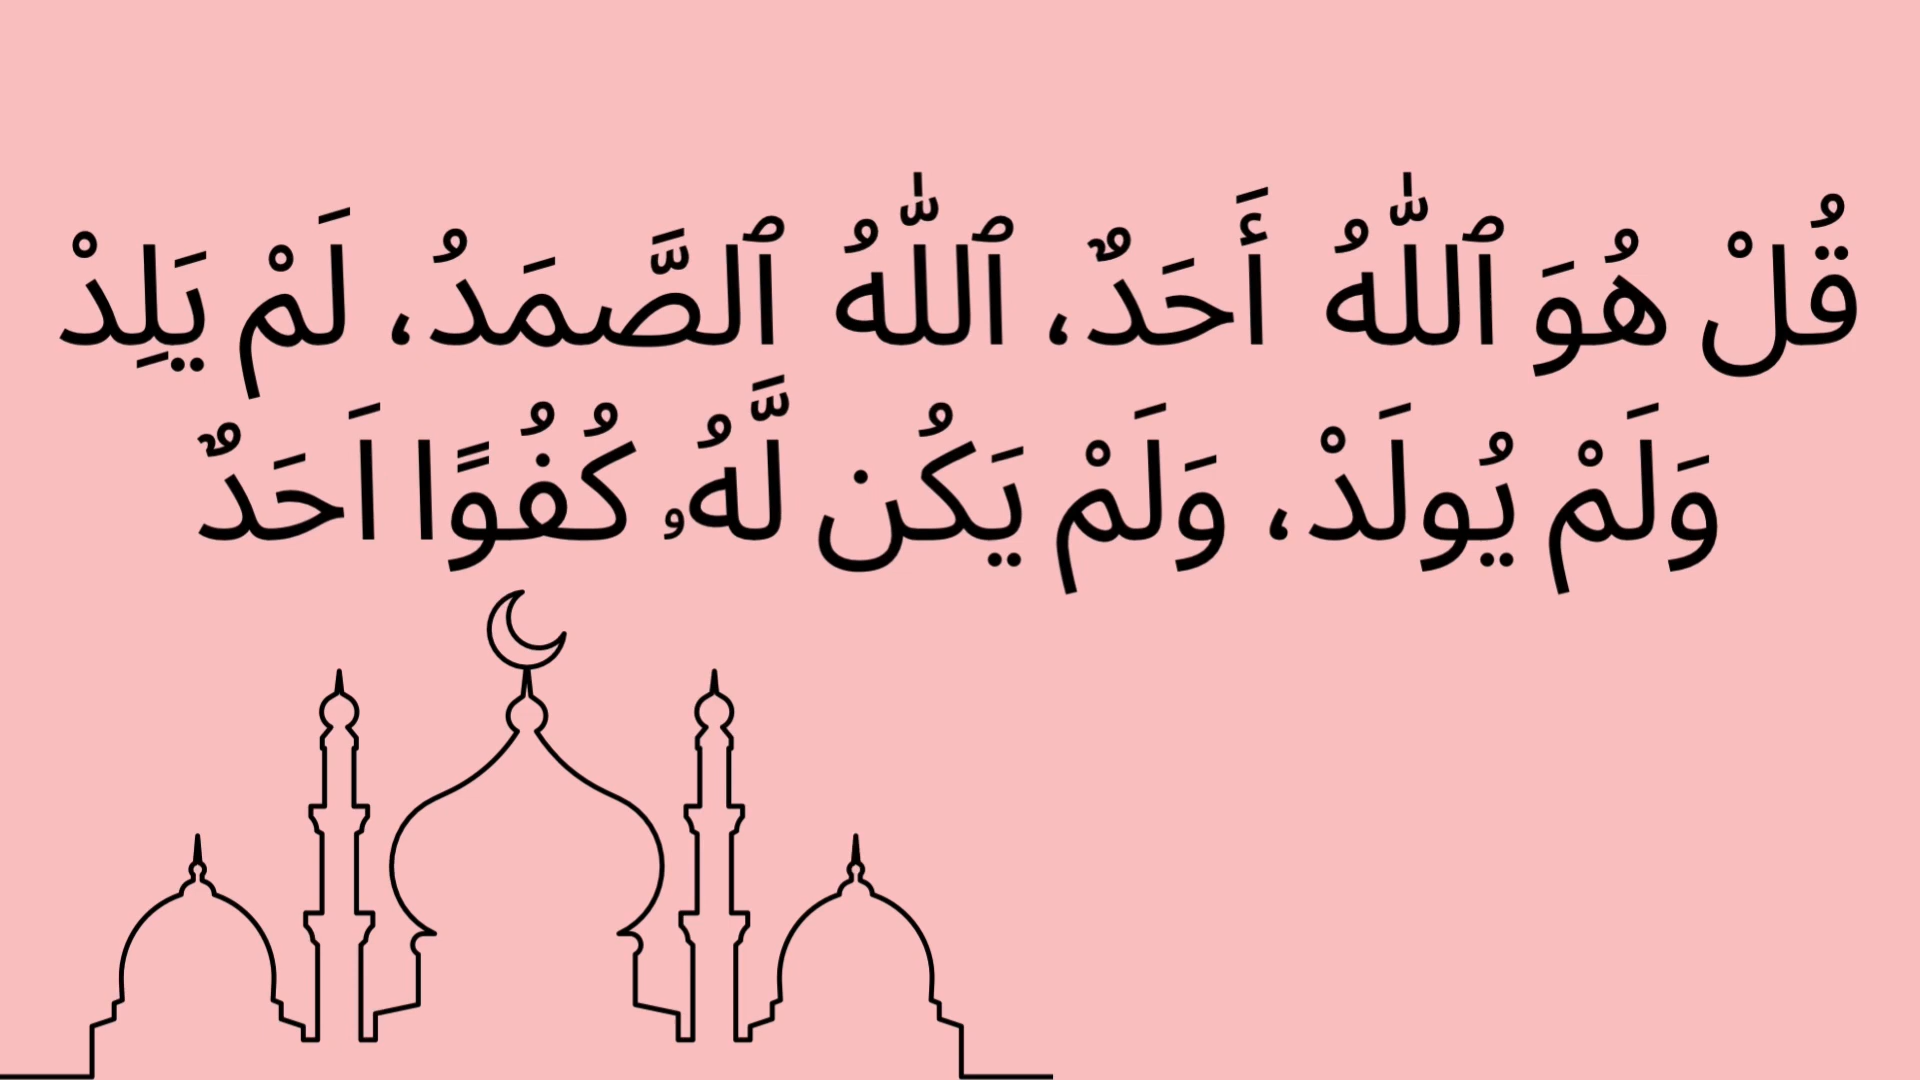 قُلْ هُوَ ٱللّٰهُ أَحَدٌ، ٱللّٰهُ ٱلصَّمَدُ، لَمْ يَلِدْ
وَلَمْ يُولَدْ، وَلَمْ يَكُن لَّهُۥ كُفُوًا اَحَدٌ